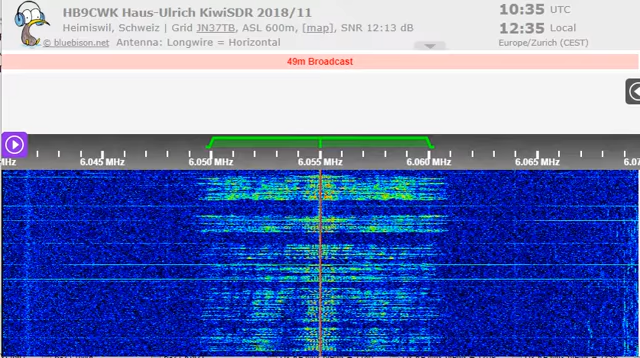 HB9CWK Haus-Ulrich KiwiSDR 2018/11
Heimiswil, Schweiz | Grid JN37TB, ASL 600m, [map], SNR 12:13 dB
© bluebison.net Antenna: Longwire = Horizontal
10:35 UTC
12:35 Local
Europe/Zurich (CEST)
49m Broadcast
6.045 MHz 6.050 MHz 6.055 MHz 6.060 MHz 6.065 MHz